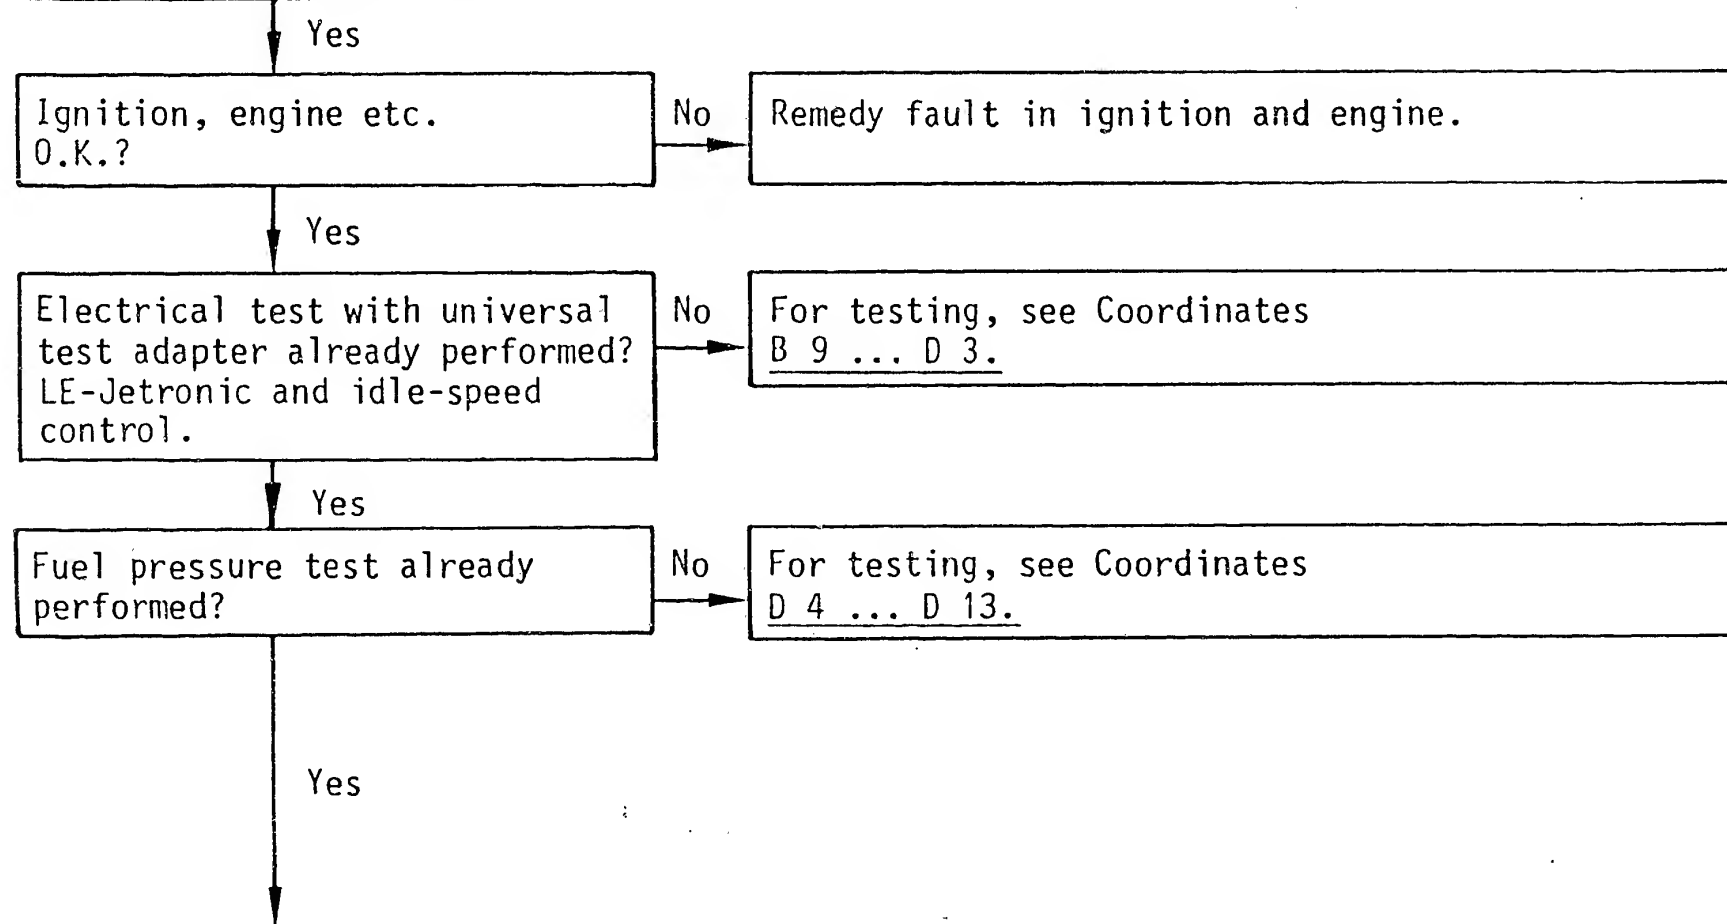 Yes
Ignition, engine etc.
O.K.?
No
Remedy fault in ignition and engine.
Yes
Electrical test with universal
test adapter already performed?
LE-Jetronic and idle-speed
control.
No
For testing, see Coordinates
B 9 ... D 3.
Yes
Fuel pressure test already
performed?
No
For testing, see Coordinates
D 4 ... D 13.
Yes